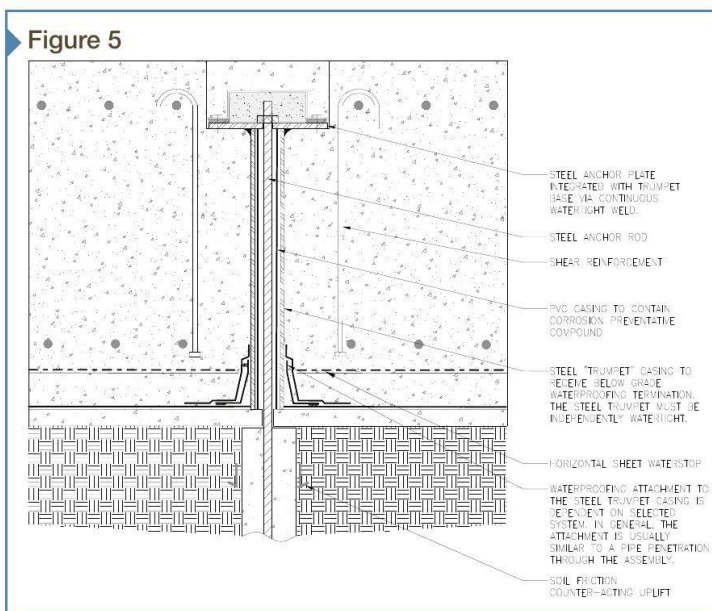 Figure 5
STEEL ANCHOR PLATE
INTEGRATED WITH TRUMPET
BASE VIA CONTINUOUS
WATERTIGHT WELD.
STEEL ANCHOR ROD
SHEAR REINFORCEMENT
PVC CASING TO CONTAIN
CORROSION PREVENTATIVE
COMPOUND
STEEL "TRUMPET" CASING TO
RECEIVE BELOW GRADE
WATERPROOFING TERMINATION.
THE STEEL TRUMPET MUST BE
INDEPENDENTLY WATERTIGHT.
HORIZONTAL SHEET WATERSTOP
WATERPROOFING ATTACHMENT TO
THE STEEL TRUMPET CASING IS
DEPENDENT ON SELECTED
SYSTEM. IN GENERAL, THE
ATTACHMENT IS USUALLY
SIMILAR TO A PIPE PENETRATION
THROUGH THE ASSEMBLY.
SOIL FRICTION
COUNTER-ACTING UPLIFT